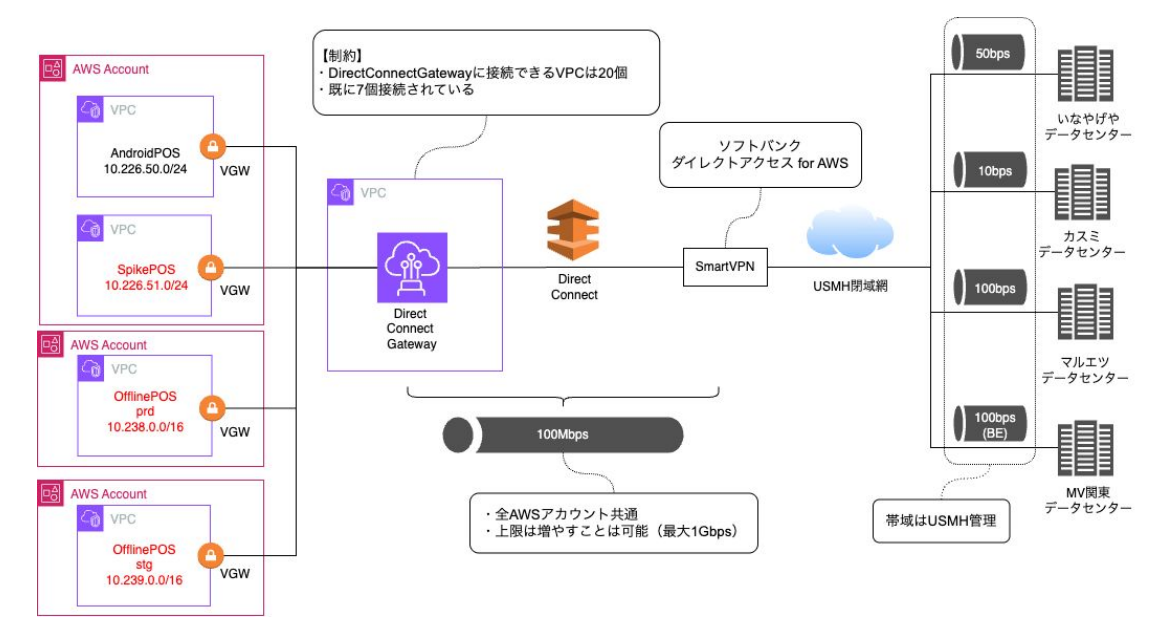 AWS Account
VPC
AndroidPOS
10.226.50.0/24
VGW
VPC
SpikePOS
10.226.51.0/24
VGW
AWS Account
VPC
OfflinePOS
prd
10.238.0.0/16
VGW
AWS Account
VPC
OfflinePOS
stg
10.239.0.0/16
VGW
【制約】
・DirectConnectGatewayに接続できるVPCは20個
・既に7個接続されている
VPC
Direct
Connect
Gateway
Direct
Connect
ソフトバンク
ダイレクトアクセス for AWS
SmartVPN
USMH閉域網
100Mbps
・全AWSアカウント共通
・上限は増やすことは可能（最大1Gbps）
50bps
いなやげや
データセンター
10bps
カスミ
データセンター
100bps
マルエツ
データセンター
100bps
(BE)
MV関東
データセンター
帯域はUSMH管理